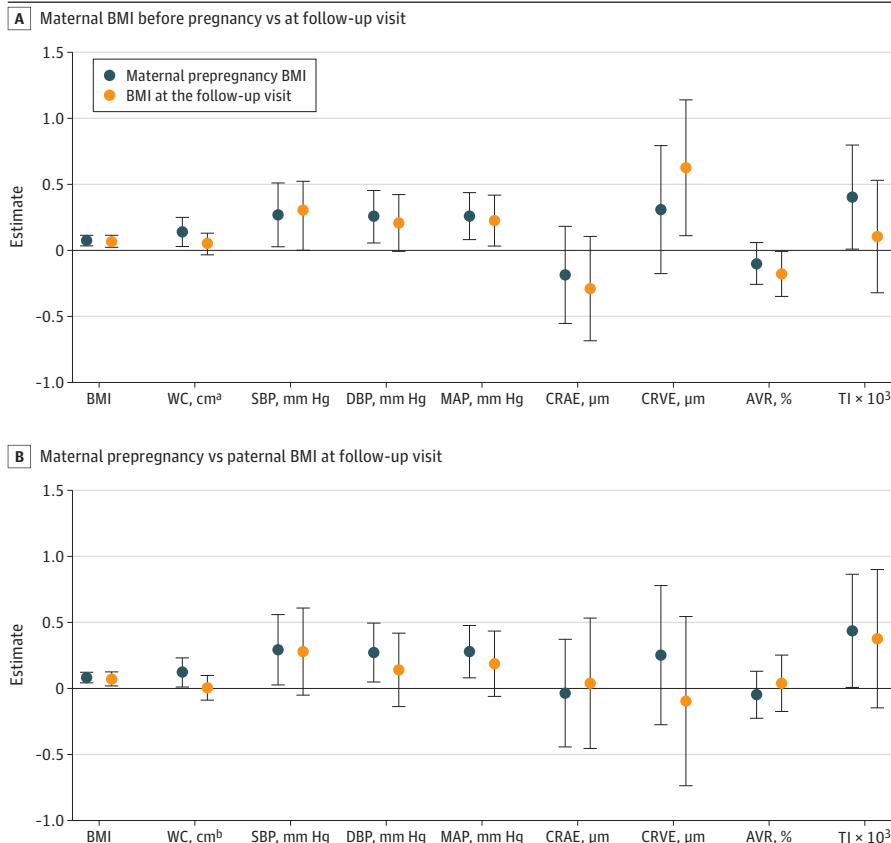 A Maternal BMI before pregnancy vs at follow-up visit
1.5
Maternal prepregnancy BMI
BMI at the follow-up visit
1.0
0.5
Estimate
0
-0.5
-1.0
BMI WC, cmᵃ SBP, mm Hg DBP, mm Hg MAP, mm Hg CRAE, μm CRVE, μm AVR, % TI × 10³
B Maternal prepregnancy vs paternal BMI at follow-up visit
1.5
1.0
0.5
Estimate
0
-0.5
-1.0
BMI WC, cmᵇ SBP, mm Hg DBP, mm Hg MAP, mm Hg CRAE, μm CRVE, μm AVR, % TI × 10³